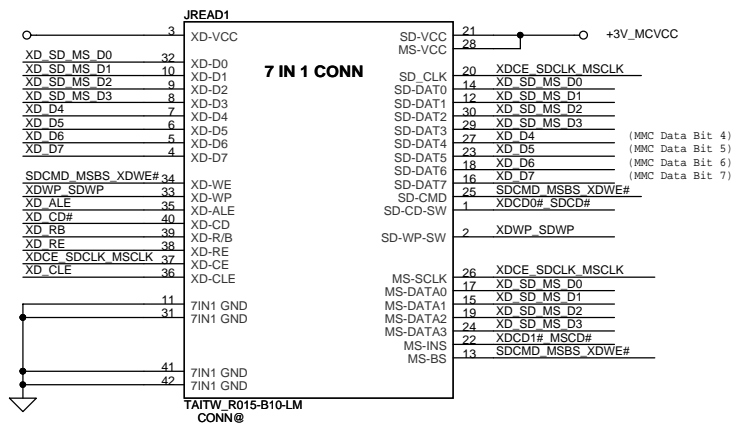 JREAD1
7 IN 1 CONN
3 XD-VCC
XD_SD_MS_D0 32 XD-D0
XD_SD_MS_D1 10 XD-D1
XD_SD_MS_D2 9 XD-D2
XD_SD_MS_D3 8 XD-D3
XD_D4 7 XD-D4
XD_D5 6 XD-D5
XD_D6 5 XD-D6
XD_D7 4 XD-D7
SDCMD_MSBS_XDWE# 34 XD-WE
XDWP_SDWP 33 XD-WP
XD_ALE 35 XD-ALE
XD_CD# 40 XD-CD
XD_RB 39 XD-R/B
XD_RE 38 XD-RE
XDCE_SDCLK_MSCLK 37 XD-CE
XD_CLE 36 XD-CLE
11 7IN1 GND
31 7IN1 GND
41 7IN1 GND
42 7IN1 GND
SD-VCC 21 +3V_MCVCC
MS-VCC 28
SD_CLK 20 XDCE_SDCLK_MSCLK
SD-DAT0 14 XD_SD_MS_D0
SD-DAT1 12 XD_SD_MS_D1
SD-DAT2 30 XD_SD_MS_D2
SD-DAT3 29 XD_SD_MS_D3
SD-DAT4 27 XD_D4 (MMC Data Bit 4)
SD-DAT5 23 XD_D5 (MMC Data Bit 5)
SD-DAT6 18 XD_D6 (MMC Data Bit 6)
SD-DAT7 16 XD_D7 (MMC Data Bit 7)
SD-CMD 25 SDCMD_MSBS_XDWE#
SD-CD-SW 1 XDCD0#_SDCD#
SD-WP-SW 2 XDWP_SDWP
MS-SCLK 26 XDCE_SDCLK_MSCLK
MS-DATA0 17 XD_SD_MS_D0
MS-DATA1 15 XD_SD_MS_D1
MS-DATA2 19 XD_SD_MS_D2
MS-DATA3 24 XD_SD_MS_D3
MS-INS 22 XDCD1#_MSCD#
MS-BS 13 SDCMD_MSBS_XDWE#
TAITW_R015-B10-LM
CONN@